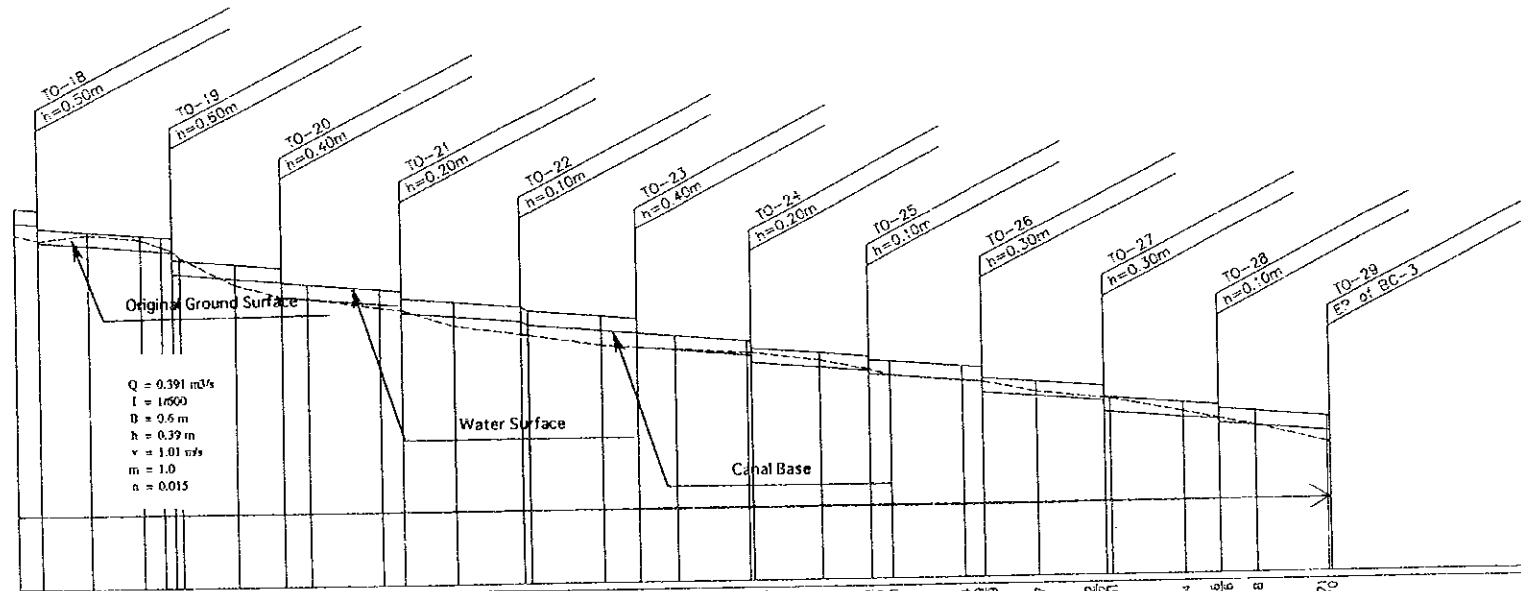 TO-18
h=0.50m
TO-19
h=0.60m
TO-20
h=0.40m
TO-21
h=0.20m
TO-22
h=0.10m
TO-23
h=0.40m
TO-24
h=0.20m
TO-25
h=0.10m
TO-26
h=0.30m
TO-27
h=0.30m
TO-28
h=0.10m
TO-29
EP of BC-3
Original Ground Surface
Water Surface
Canal Base
Q = 0.391 m3/s
I = 1/600
B = 0.6 m
h = 0.39 m
v = 1.01 m/s
m = 1.0
n = 0.015